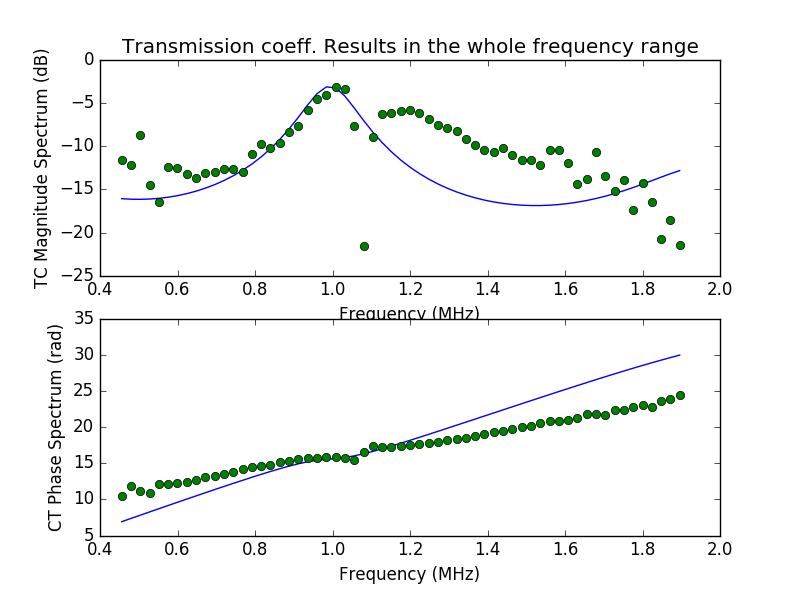 Transmission coeff. Results in the whole frequency range
TC Magnitude Spectrum (dB)
0
−5
−10
−15
−20
−25
0.4 0.6 0.8 1.0 1.2 1.4 1.6 1.8 2.0
Frequency (MHz)
CT Phase Spectrum (rad)
35
30
25
20
15
10
5
0.4 0.6 0.8 1.0 1.2 1.4 1.6 1.8 2.0
Frequency (MHz)